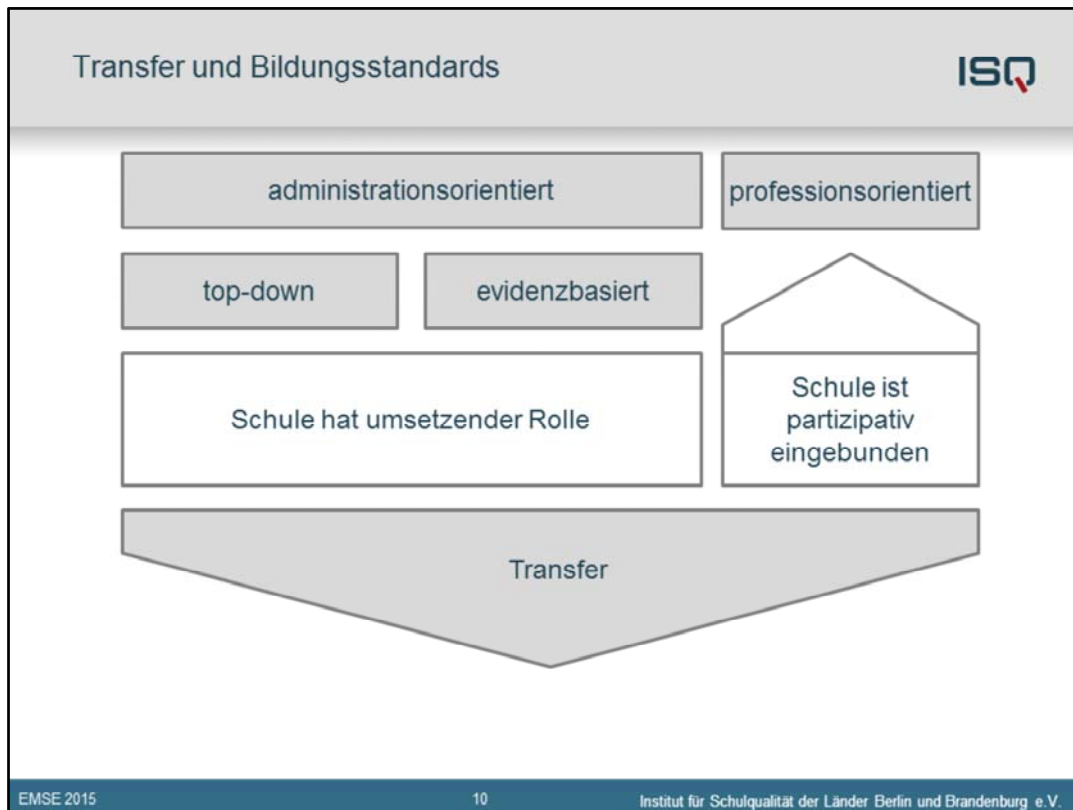 Transfer und Bildungsstandards
ISQ
administrationsorientiert
professionsorientiert
top-down
evidenzbasiert
Schule hat umsetzender Rolle
Schule ist
partizipativ
eingebunden
Transfer
EMSE 2015
10
Institut für Schulqualität der Länder Berlin und Brandenburg e.V.